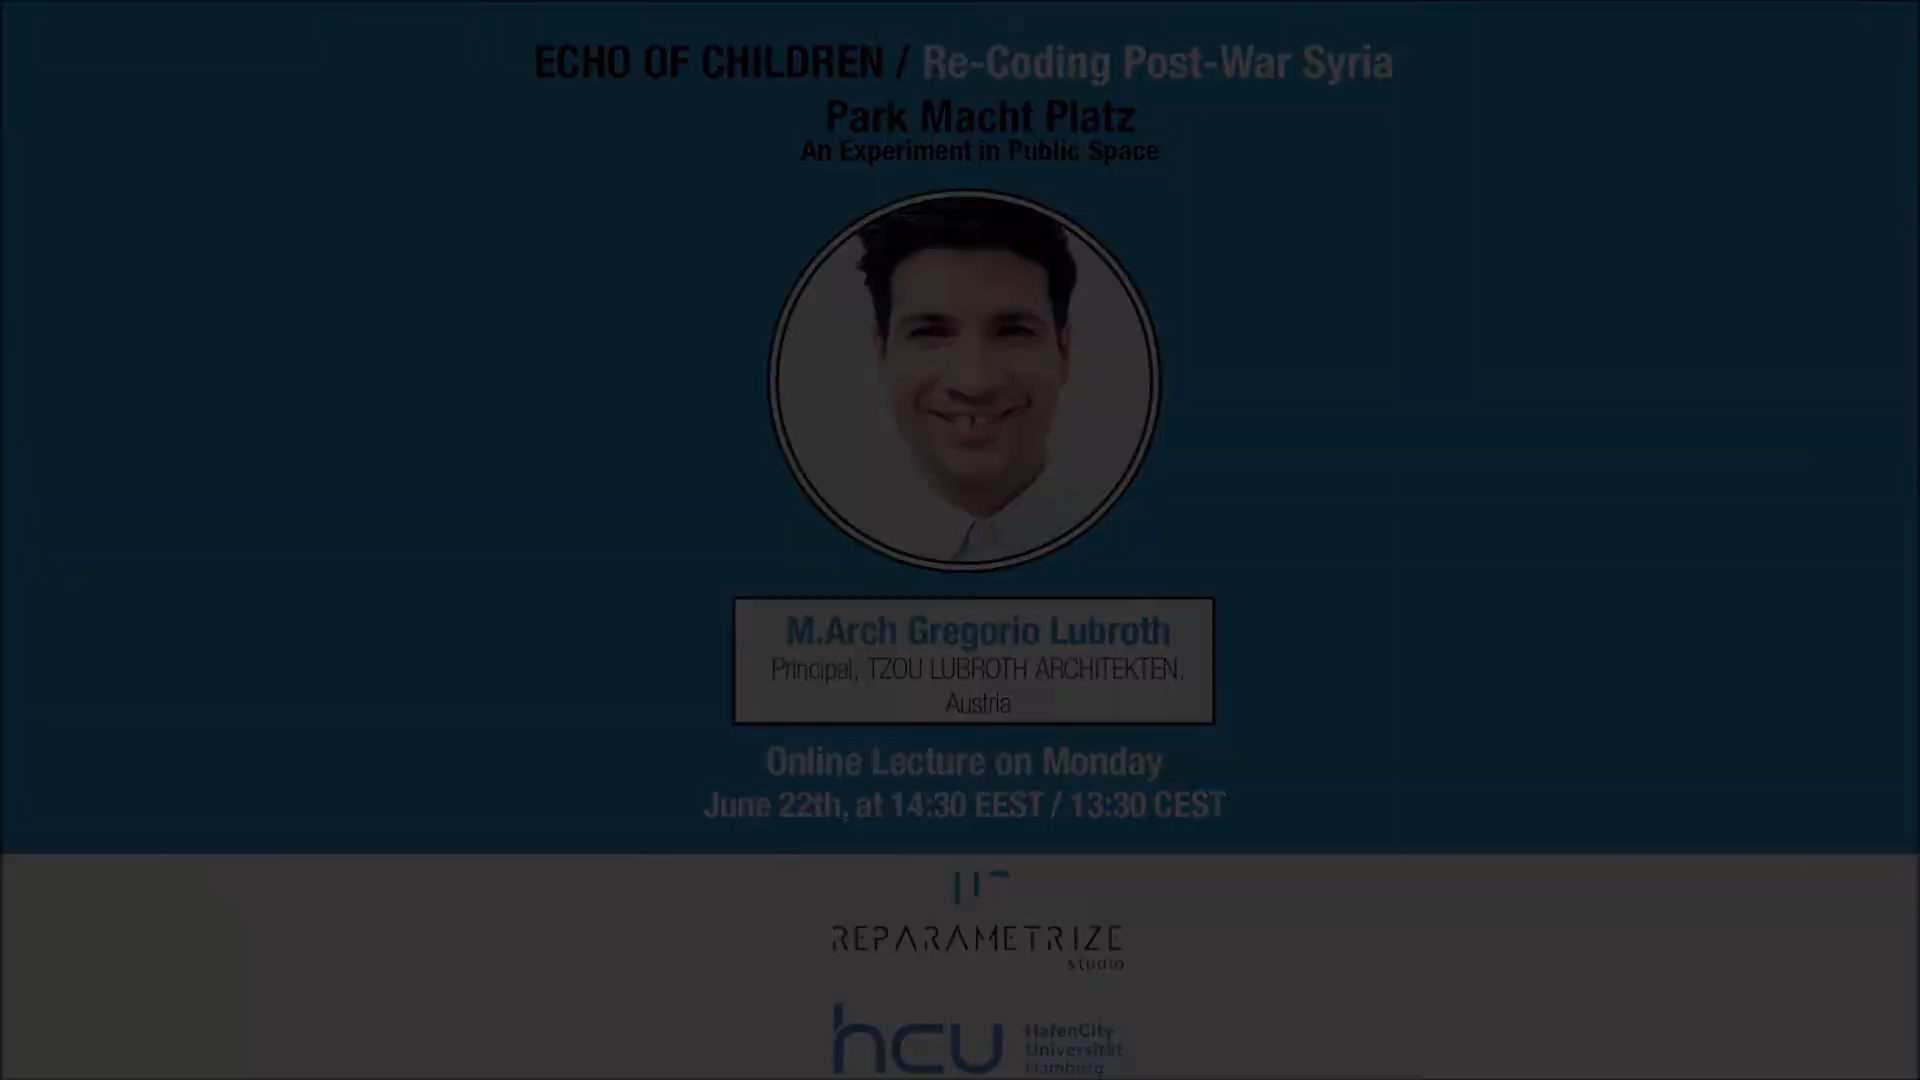 ECHO OF CHILDREN / Re-Coding Post-War Syria
Park Macht Platz
An Experiment in Public Space
M.Arch Gregorio Lubroth
Principal, TZOU LUBROTH ARCHITEKTEN.
Austria
Online Lecture on Monday
June 22th, at 14:30 EEST / 13:30 CEST
REPARAMETRIZE
studio
hcu
HafenCity
Universität
Hamburg